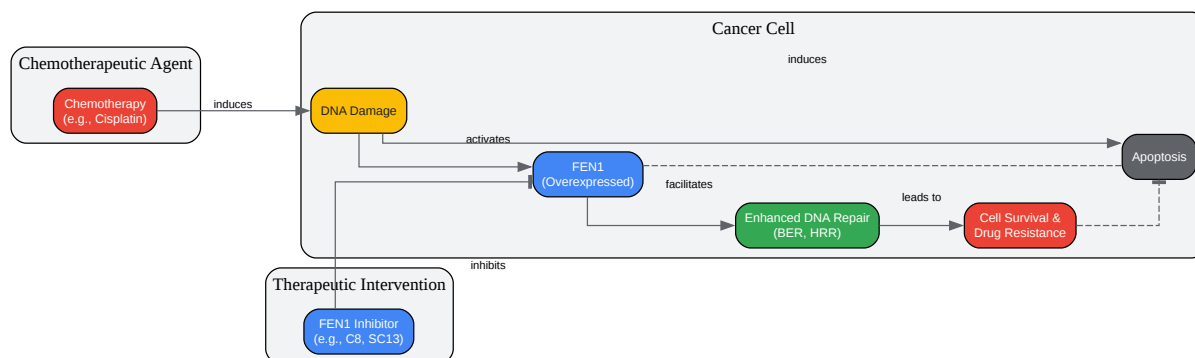 Cancer Cell
induces
Chemotherapeutic Agent
Chemotherapy
(e.g., Cisplatin)
induces
DNA Damage
activates
FEN1
(Overexpressed)
Apoptosis
facilitates
leads to
Enhanced DNA Repair
(BER, HRR)
Cell Survival &
Drug Resistance
inhibits
Therapeutic Intervention
FEN1 Inhibitor
(e.g., C8, SC13)